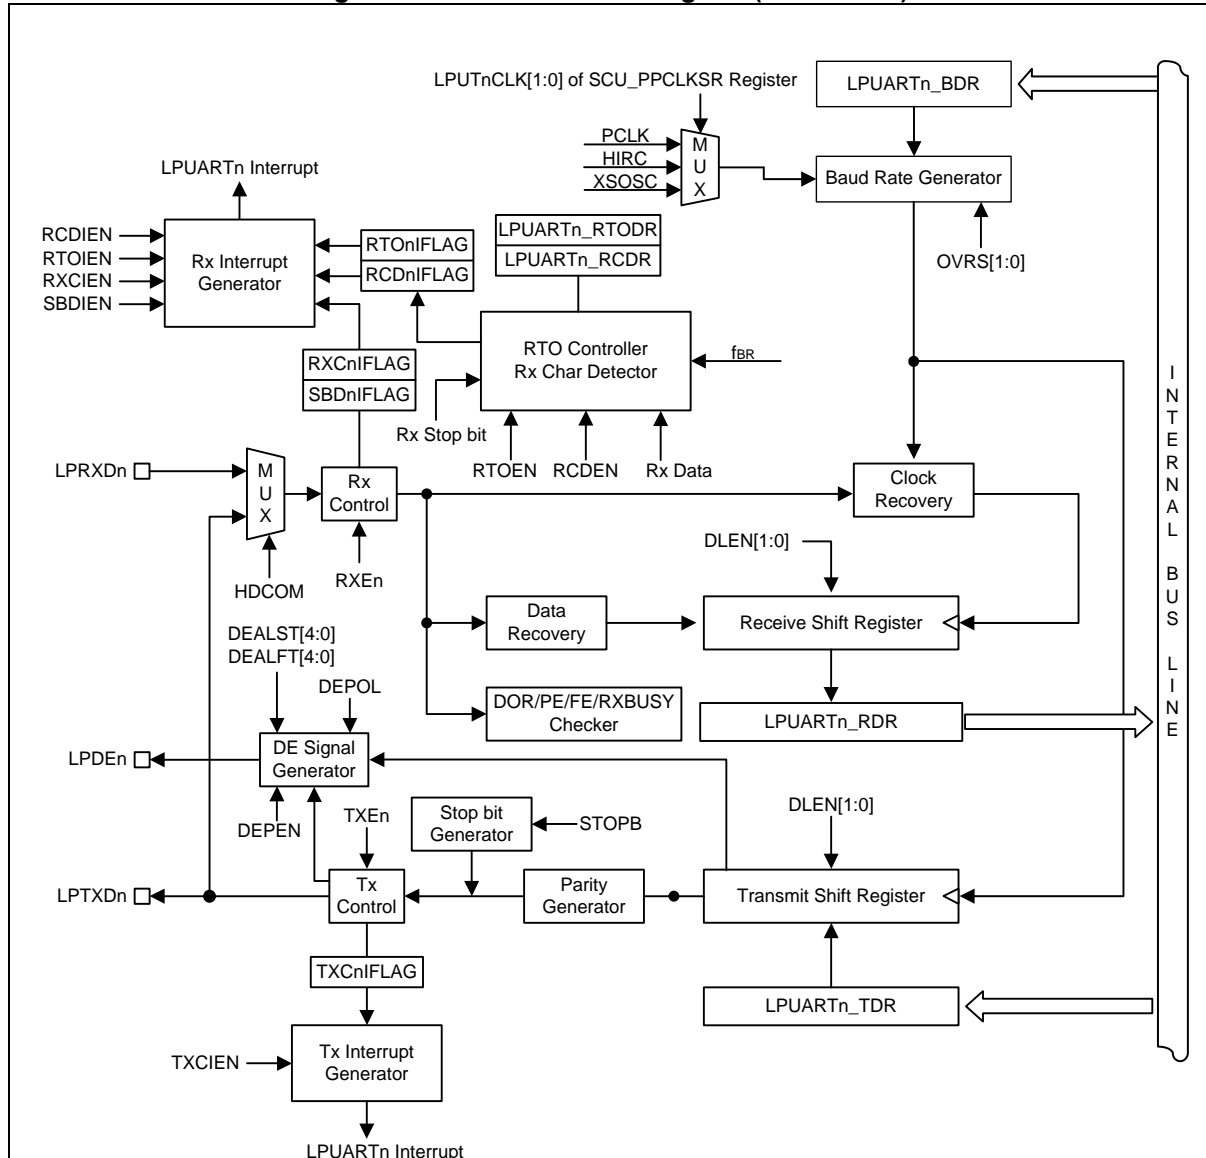 LPUTnCLK[1:0] of SCU_PPCLKSR Register
LPUARTn_BDR
PCLK
HIRC
XSOSC
MUX
Baud Rate Generator
OVRS[1:0]
LPUARTn Interrupt
RCDIEN
RTOIEN
RXCIEN
SBDIEN
Rx Interrupt
Generator
RTOnIFLAG
RCDnIFLAG
LPUARTn_RTODR
LPUARTn_RCDR
RTO Controller
Rx Char Detector
fBR
RXCnIFLAG
SBDnIFLAG
Rx Stop bit
RTOEN
RCDEN
Rx Data
LPRXDn
MUX
Rx
Control
Clock
Recovery
HDCOM
RXEn
DLEN[1:0]
Data
Recovery
Receive Shift Register
DEALST[4:0]
DEALFT[4:0]
DEPOL
DOR/PE/FE/RXBUSY
Checker
LPUARTn_RDR
LPDEn
DE Signal
Generator
DEPEN
TXEn
Stop bit
Generator
STOPB
DLEN[1:0]
LPTXDn
Tx
Control
Parity
Generator
Transmit Shift Register
TXCnIFLAG
LPUARTn_TDR
TXCIEN
Tx Interrupt
Generator
LPUARTn Interrupt
INTERNAL BUS LINE